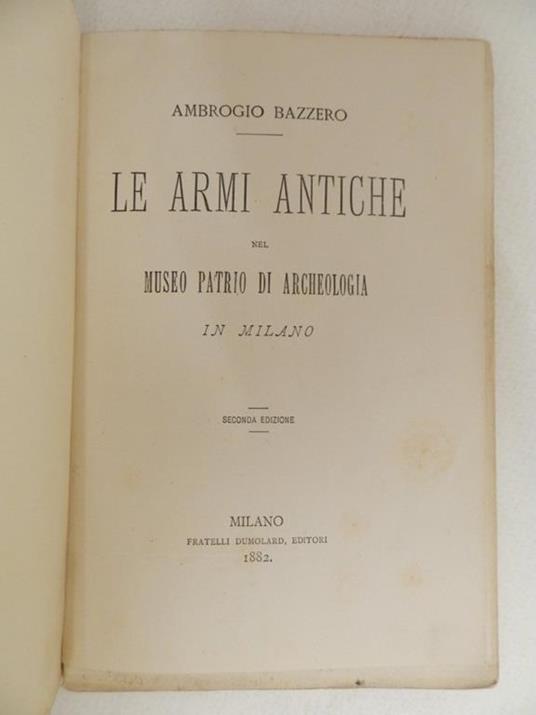 AMBROGIO BAZZERO
LE ARMI ANTICHE
NEL
MUSEO PATRIO DI ARCHEOLOGIA
IN MILANO
SECONDA EDIZIONE
MILANO
FRATELLI DUMOLARD, EDITORI
1882.